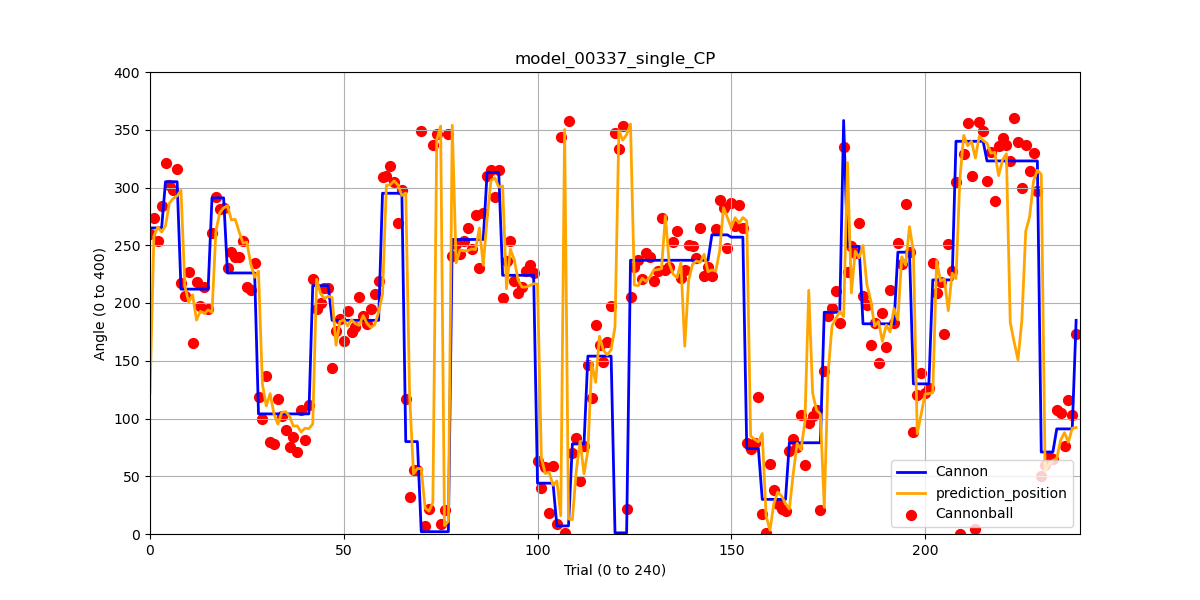 model_00337_single_CP
400
350
300
250
200
150
100
50
0
Angle (0 to 400)
0 50 100 150 200
Trial (0 to 240)
Cannon
prediction_position
Cannonball